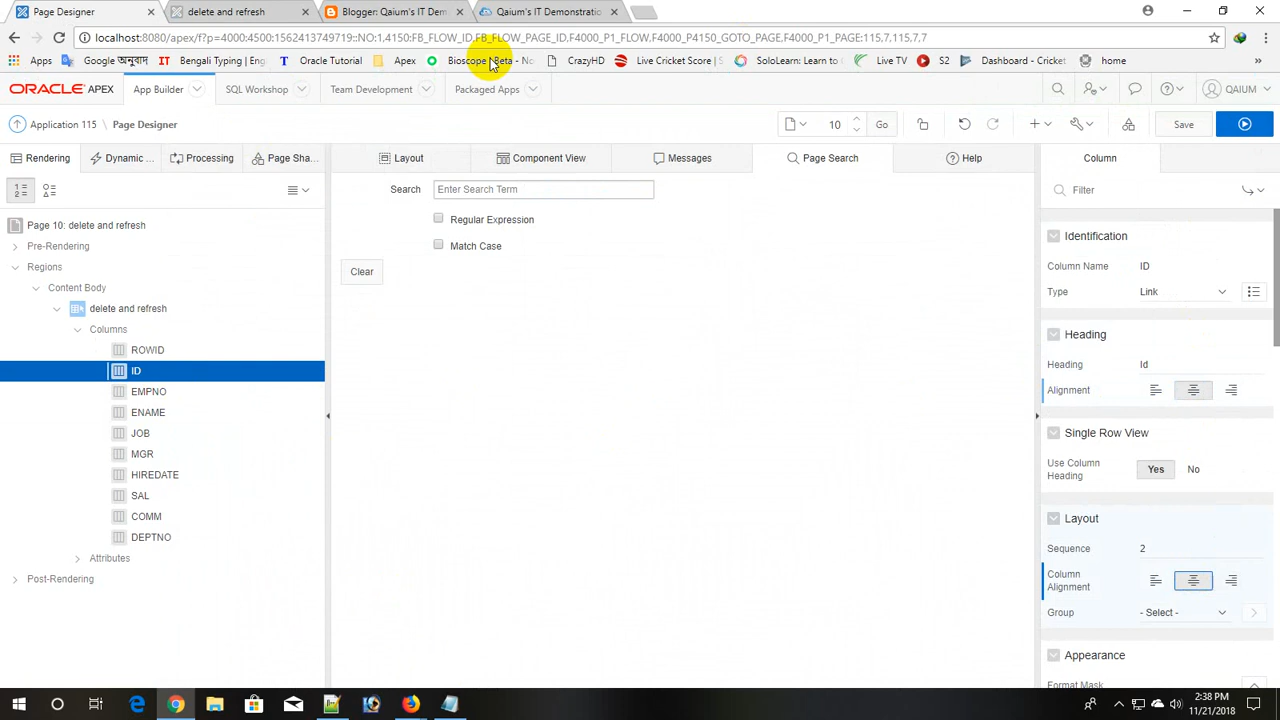 Page Designer
delete and refresh
Blogger: Qaium's IT Dem
Qaium's IT Demonstratio
localhost:8080/apex/f?p=4000:4500:1562413749719::NO:1,4150:FB_FLOW_ID,FB_FLOW_PAGE_ID,F4000_P1_FLOW,F4000_P4150_GOTO_PAGE,F4000_P1_PAGE:115,7,115,7,7
Apps
Google অনুবাদ
Bengali Typing | Eng
Oracle Tutorial
Apex
Bioscope Beta - No
CrazyHD
Live Cricket Score | S
SoloLearn: Learn to
Live TV
S2
Dashboard - Cricket
home
ORACLE APEX
App Builder
SQL Workshop
Team Development
Packaged Apps
QAIUM
Application 115
Page Designer
10
Go
Save
Rendering
Dynamic ...
Processing
Page Sha...
Layout
Component View
Messages
Page Search
Help
Column
Search
Enter Search Term
Filter
Regular Expression
Match Case
Clear
Page 10: delete and refresh
Pre-Rendering
Regions
Content Body
delete and refresh
Columns
ROWID
ID
EMPNO
ENAME
JOB
MGR
HIREDATE
SAL
COMM
DEPTNO
Attributes
Post-Rendering
Identification
Column Name ID
Type Link
Heading
Heading Id
Alignment
Single Row View
Use Column Heading Yes No
Layout
Sequence 2
Column
Alignment
Group - Select -
Appearance
Format Mask
2:38 PM
11/21/2018